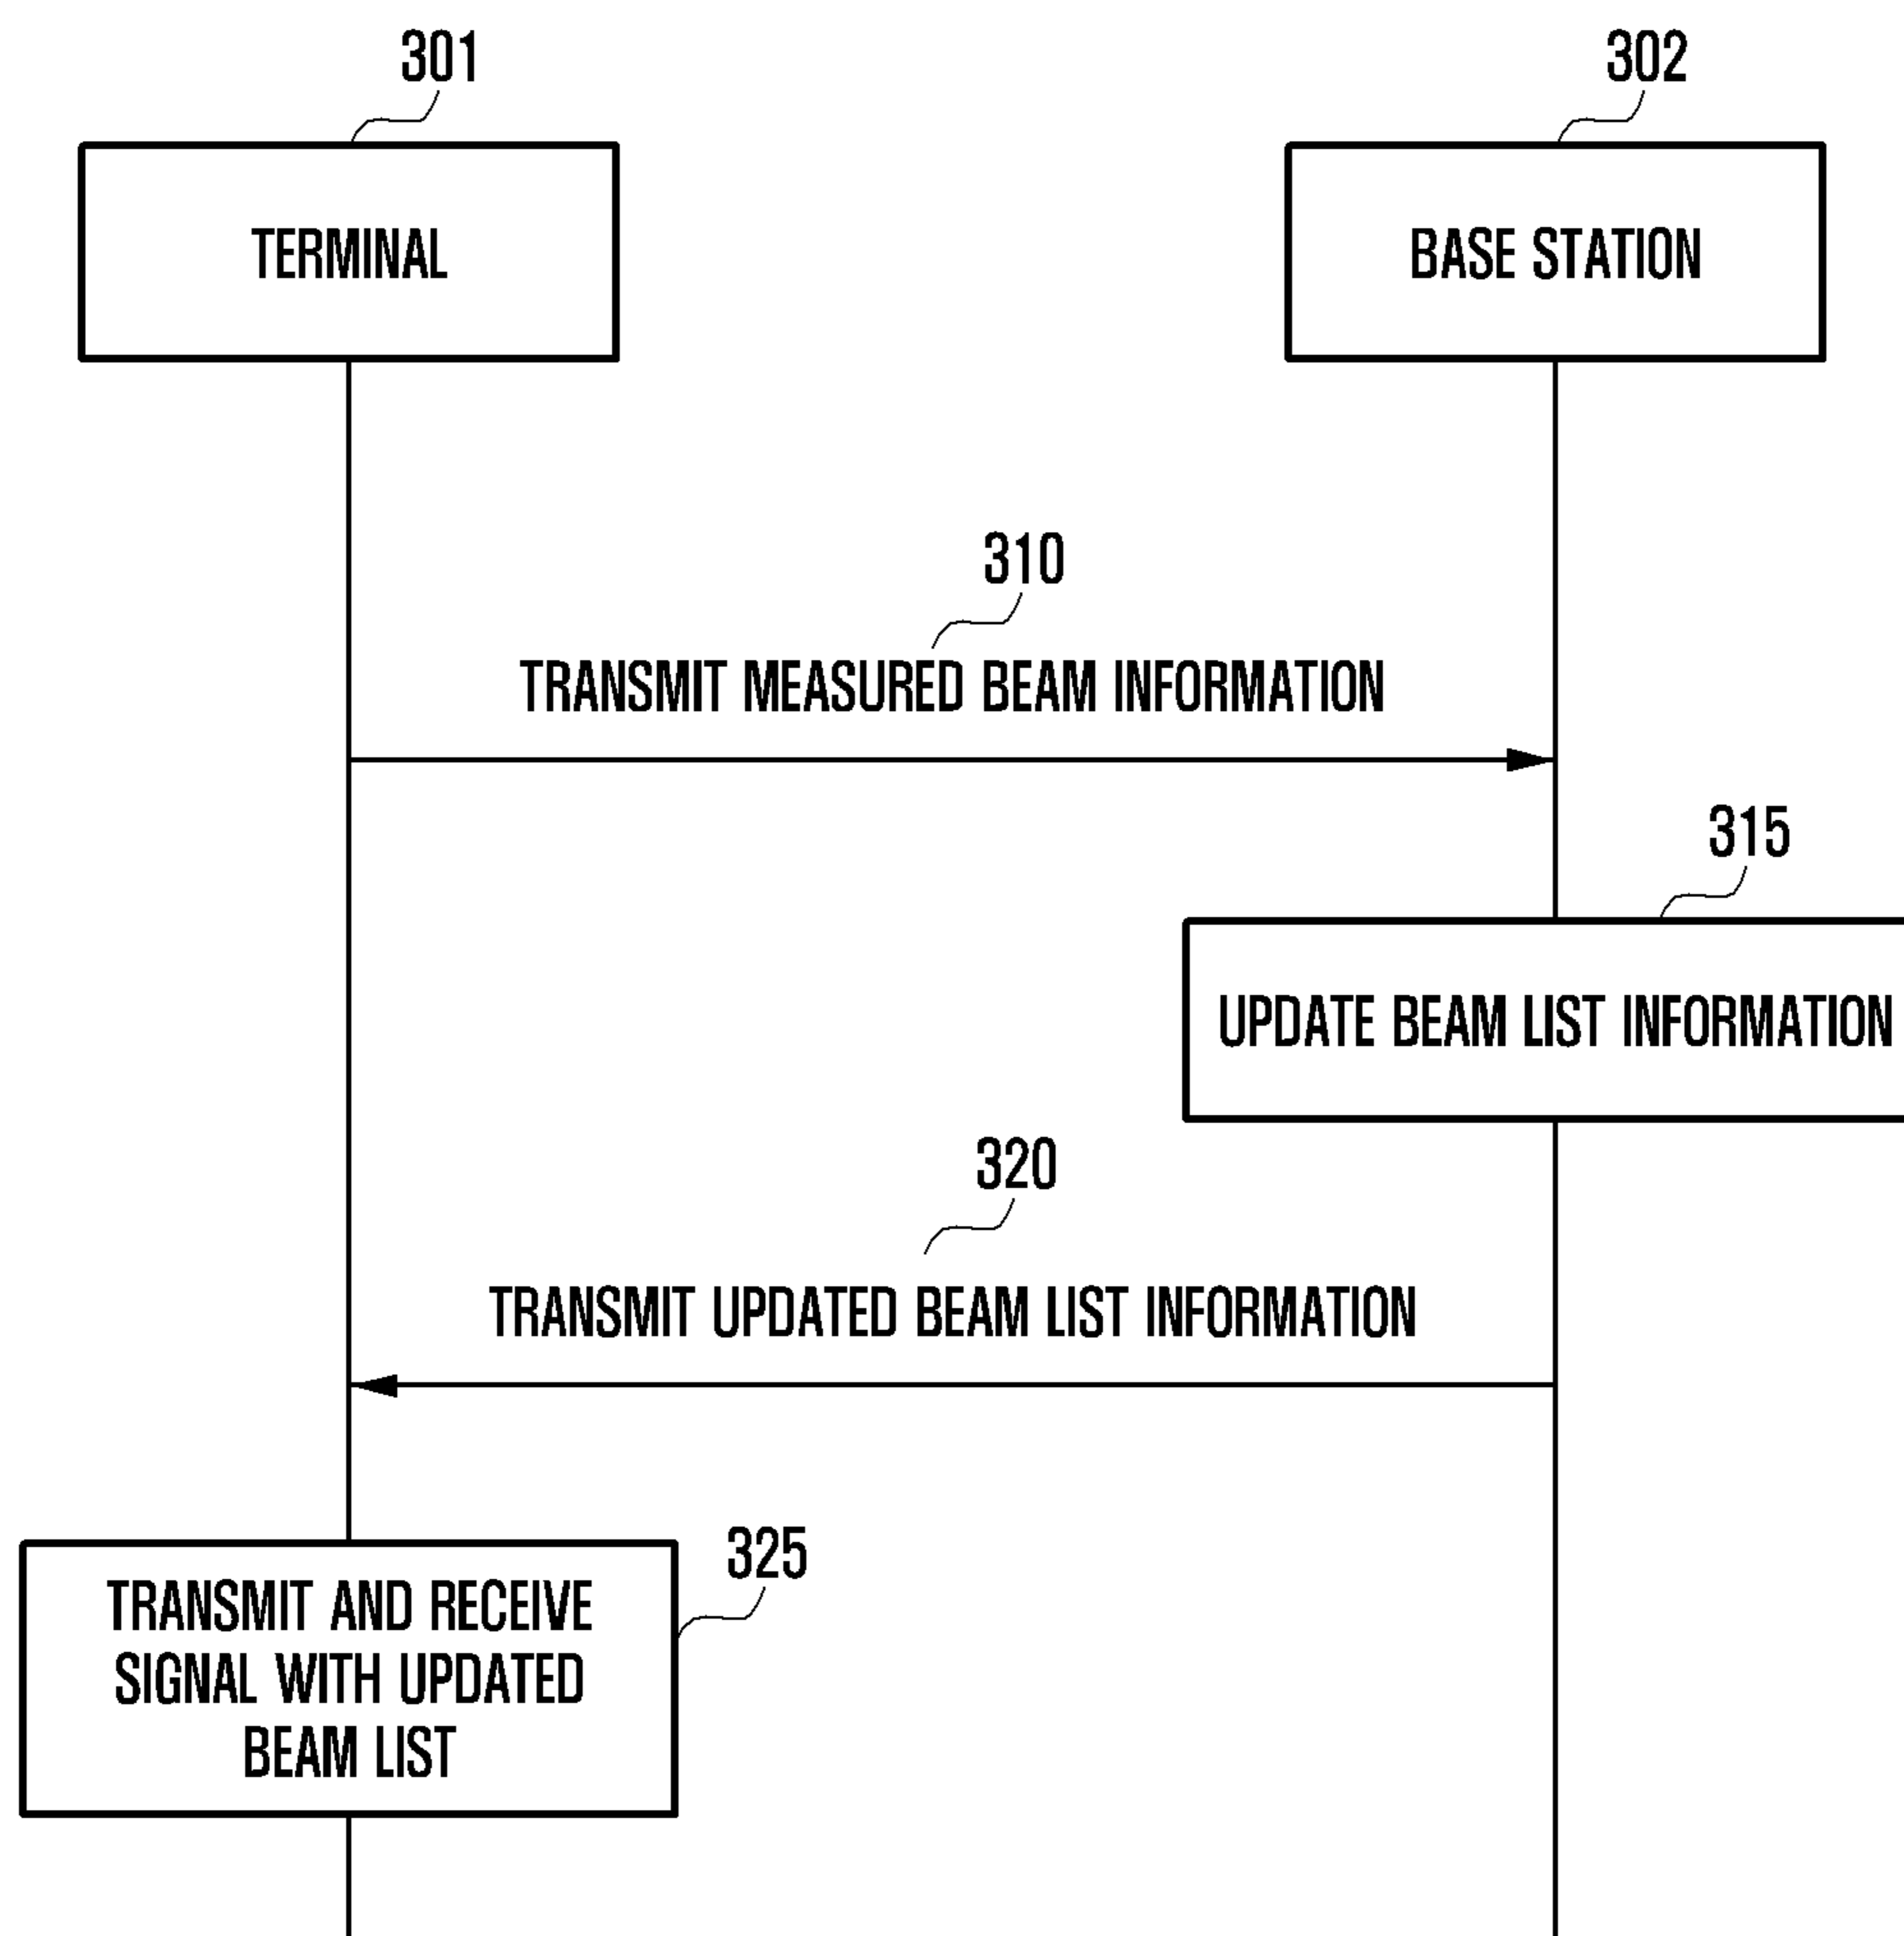 301
302
TERMINAL
BASE STATION
310
TRANSMIT MEASURED BEAM INFORMATION
315
UPDATE BEAM LIST INFORMATION
320
TRANSMIT UPDATED BEAM LIST INFORMATION
325
TRANSMIT AND RECEIVE
SIGNAL WITH UPDATED
BEAM LIST